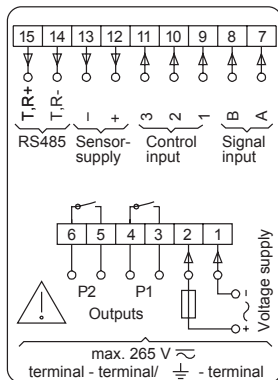 15 14 13 12 11 10 9 8 7
T,R+ T,R- – + 3 2 1 B A
RS485 Sensor-supply Control input Signal input
6 5 4 3 2 1
P2 P1
Outputs
– ~ +
Voltage supply
max. 265 V
terminal - terminal/ - terminal